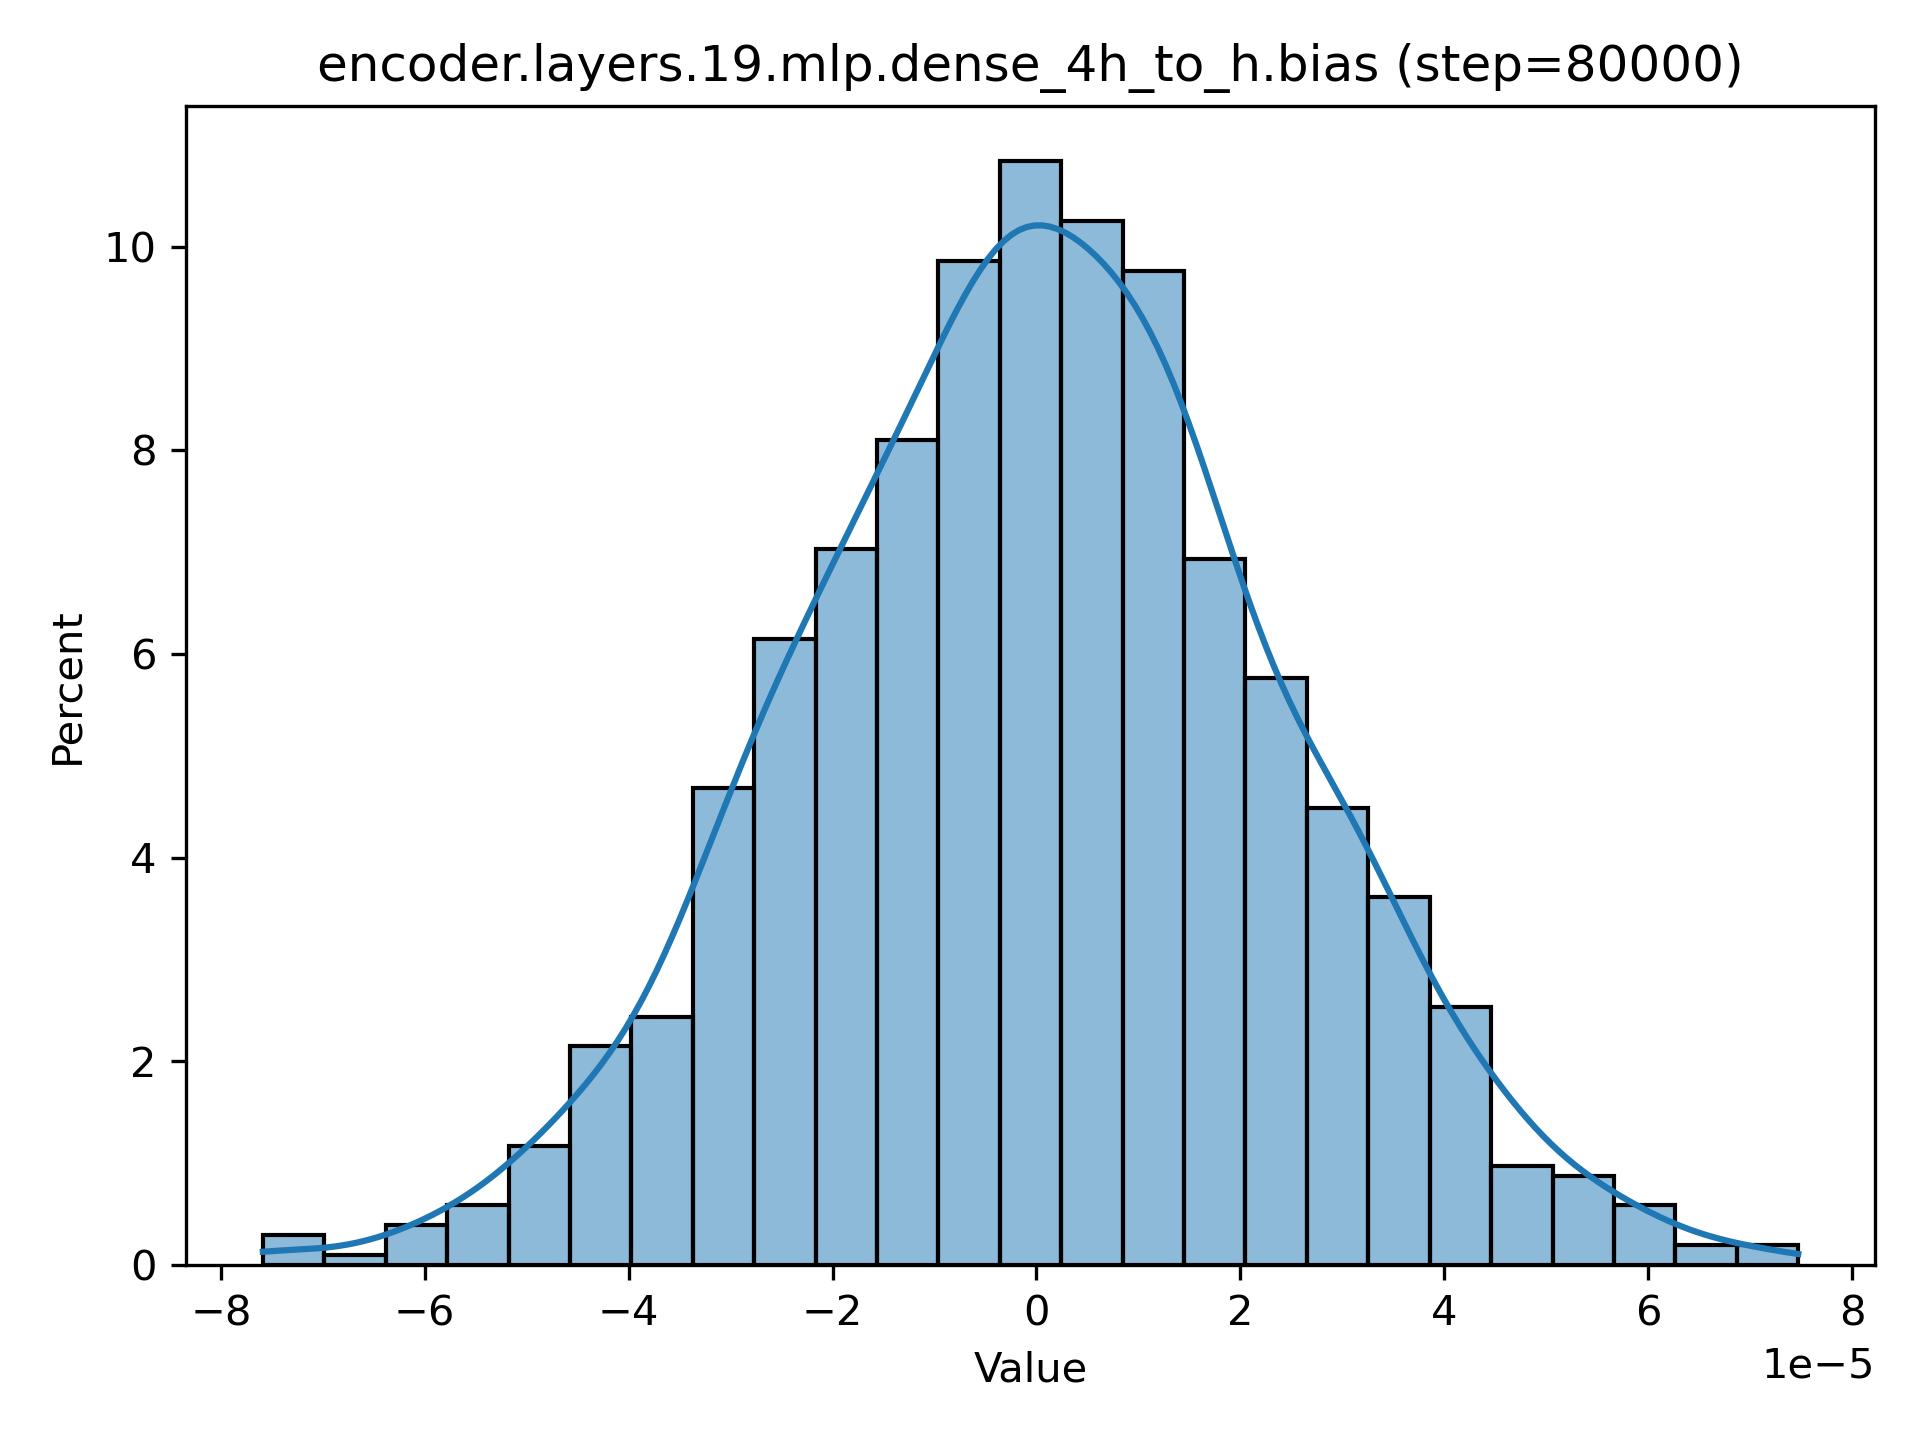 encoder.layers.19.mlp.dense_4h_to_h.bias (step=80000)
Percent
10
8
6
4
2
0
−8 −6 −4 −2 0 2 4 6 8
1e−5
Value